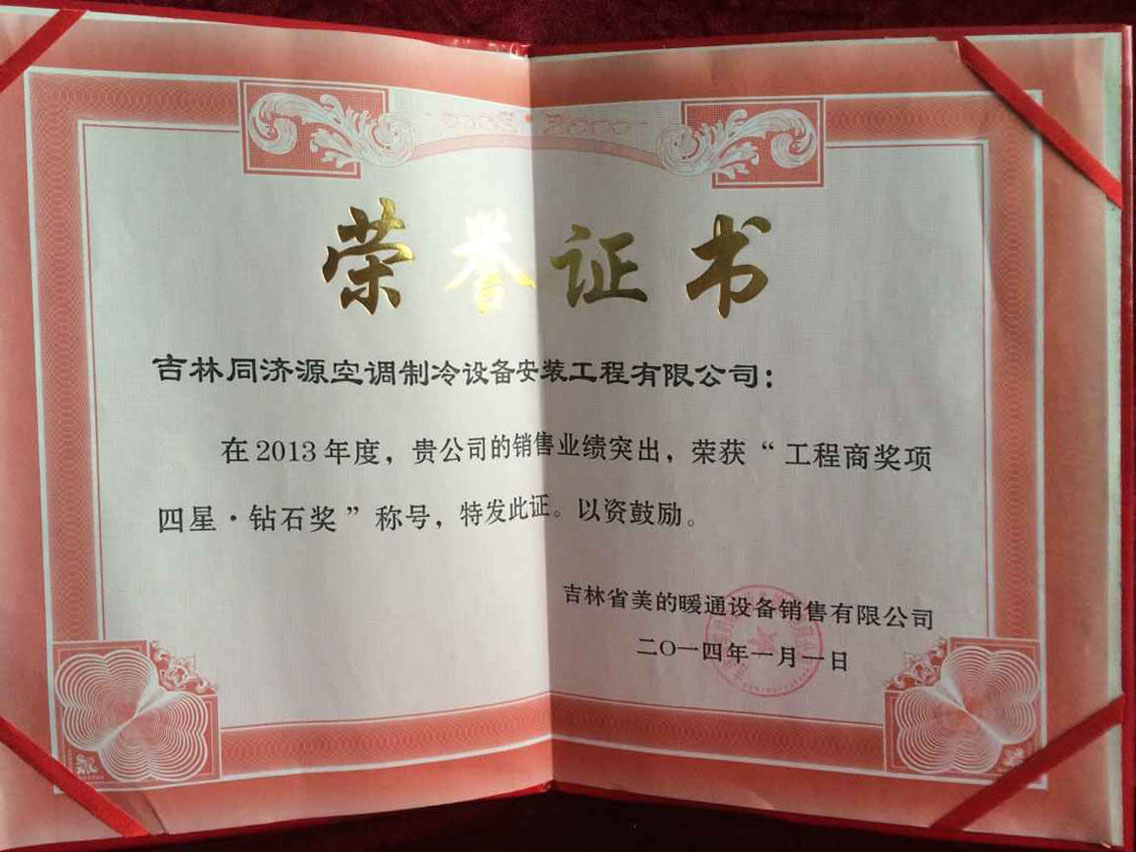 荣誉证书
吉林同济源空调制冷设备安装工程有限公司：
在2013年度，贵公司的销售业绩突出，荣获“工程商奖项
四星·钻石奖”称号，特发此证。以资鼓励。
吉林省美的暖通设备销售有限公司
二〇一四年一月一日